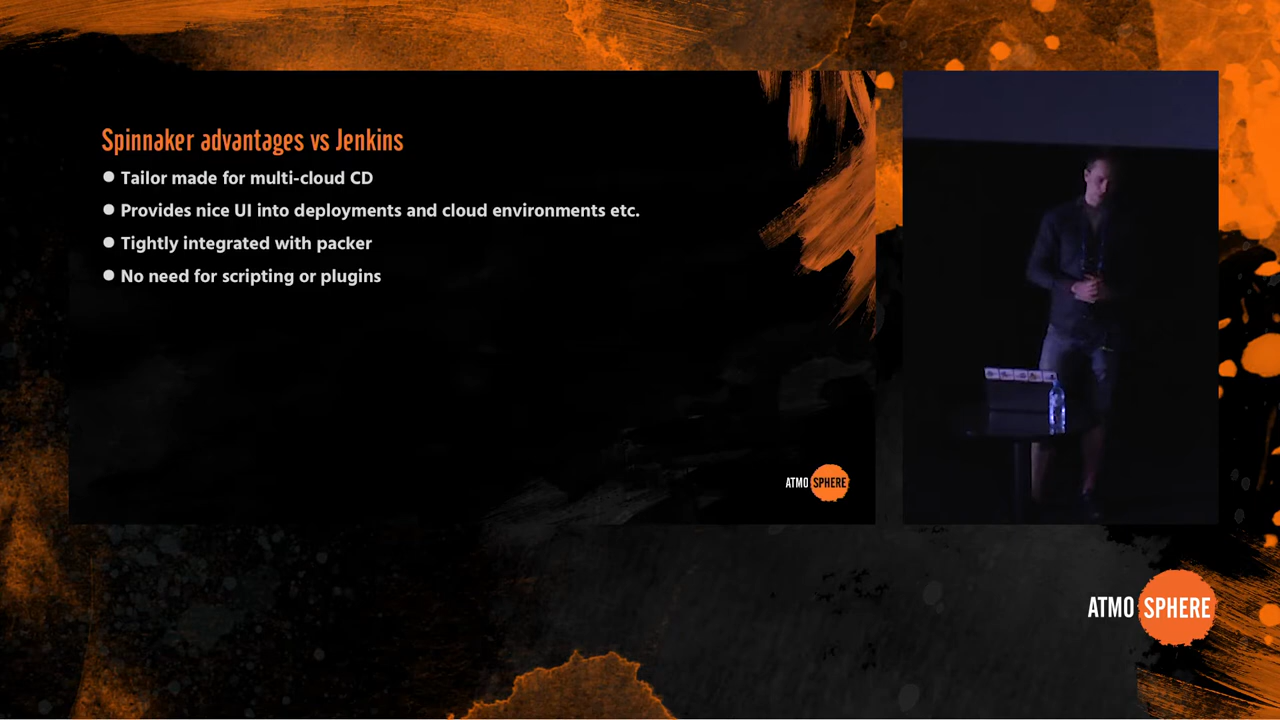 Spinnaker advantages vs Jenkins
● Tailor made for multi-cloud CD
● Provides nice UI into deployments and cloud environments etc.
● Tightly integrated with packer
● No need for scripting or plugins
ATMO SPHERE
ATMO SPHERE